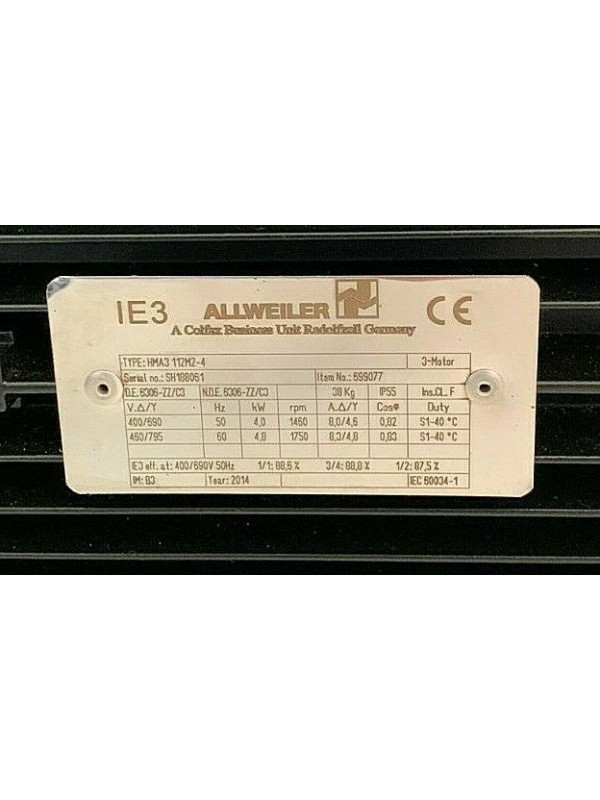 IE3 ALLWEILER CE
A Colfax Business Unit Radolfzell Germany
TYPE: HMA3 112M2-4 3-Motor
Serial no.: SH188061 Item No.: 599077
D.E. 6306-ZZ/C3 N.D.E. 6306-ZZ/C3 38 Kg IP55 Ins.CL. F
V.Δ/Y Hz kW rpm A.Δ/Y Cosφ Duty
400/690 50 4,0 1460 8,0/4,6 0,82 S1-40 °C
460/795 60 4,8 1750 8,3/4,8 0,83 S1-40 °C
IE3 eff. at: 400/690V 50Hz 1/1: 88,6 % 3/4: 88,8 % 1/2: 87,5 %
IM: B3 Year: 2014 IEC 60034-1